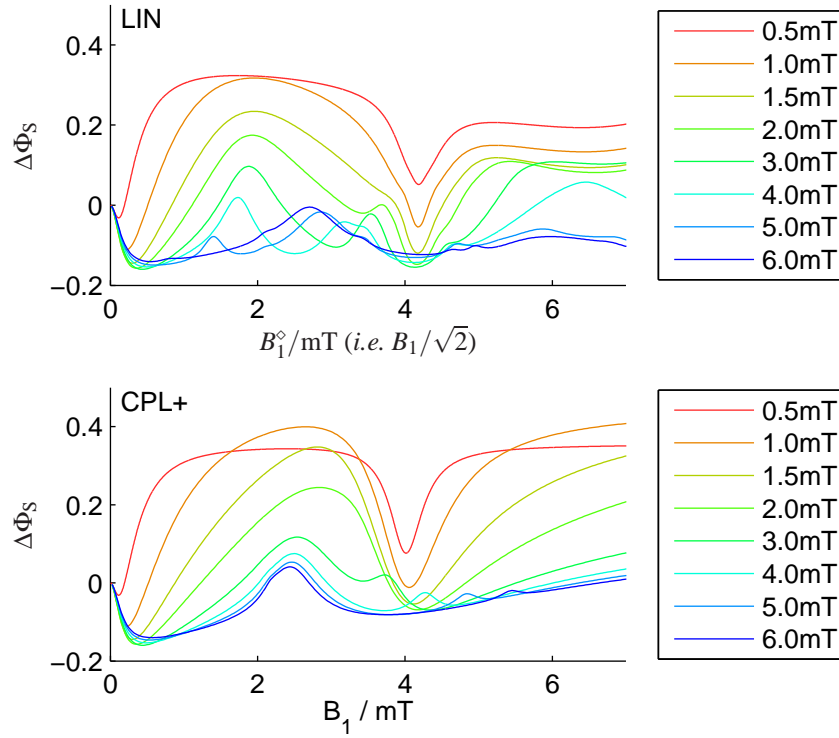 LIN
0.4
0.2
0
−0.2
ΔΦS
0 2 4 6
B₁◇/mT (i.e. B₁/√2)
0.5mT
1.0mT
1.5mT
2.0mT
3.0mT
4.0mT
5.0mT
6.0mT
CPL+
0.4
0.2
0
−0.2
ΔΦS
0 2 4 6
B₁ / mT
0.5mT
1.0mT
1.5mT
2.0mT
3.0mT
4.0mT
5.0mT
6.0mT